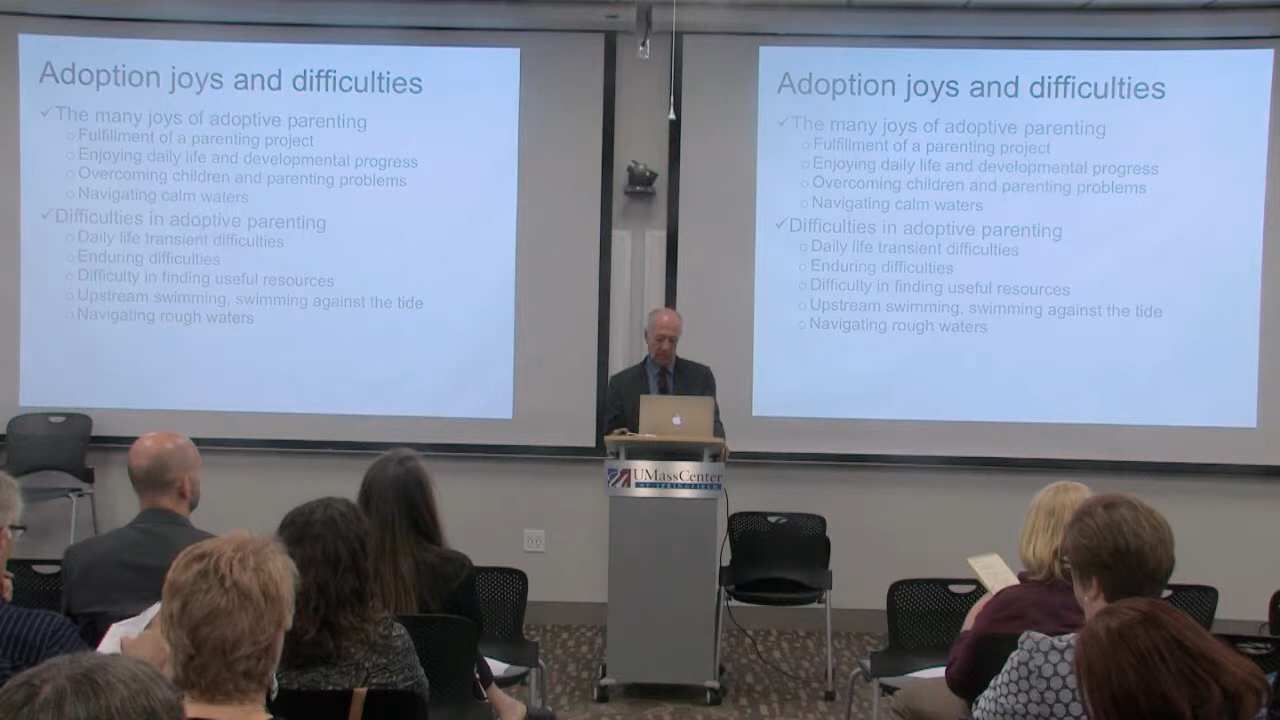 Adoption joys and difficulties
✓The many joys of adoptive parenting
○Fulfillment of a parenting project
○Enjoying daily life and developmental progress
○Overcoming children and parenting problems
○Navigating calm waters
✓Difficulties in adoptive parenting
○Daily life transient difficulties
○Enduring difficulties
○Difficulty in finding useful resources
○Upstream swimming, swimming against the tide
○Navigating rough waters
Adoption joys and difficulties
✓The many joys of adoptive parenting
○Fulfillment of a parenting project
○Enjoying daily life and developmental progress
○Overcoming children and parenting problems
○Navigating calm waters
✓Difficulties in adoptive parenting
○Daily life transient difficulties
○Enduring difficulties
○Difficulty in finding useful resources
○Upstream swimming, swimming against the tide
○Navigating rough waters
UMassCenter
AT SPRINGFIELD